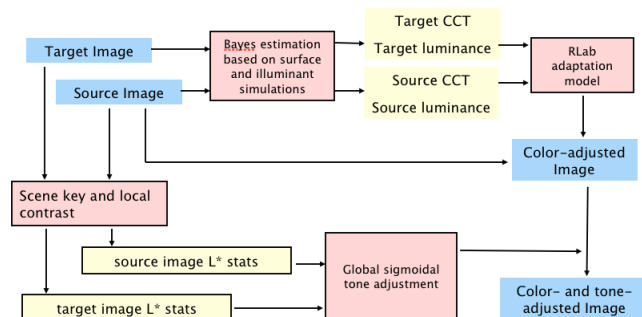 Target Image
Source Image
Bayes estimation
based on surface
and illuminant
simulations
Target CCT
Target luminance
Source CCT
Source luminance
RLab
adaptation
model
Color-adjusted
Image
Scene key and local
contrast
source image L* stats
target image L* stats
Global sigmoidal
tone adjustment
Color- and tone-
adjusted Image